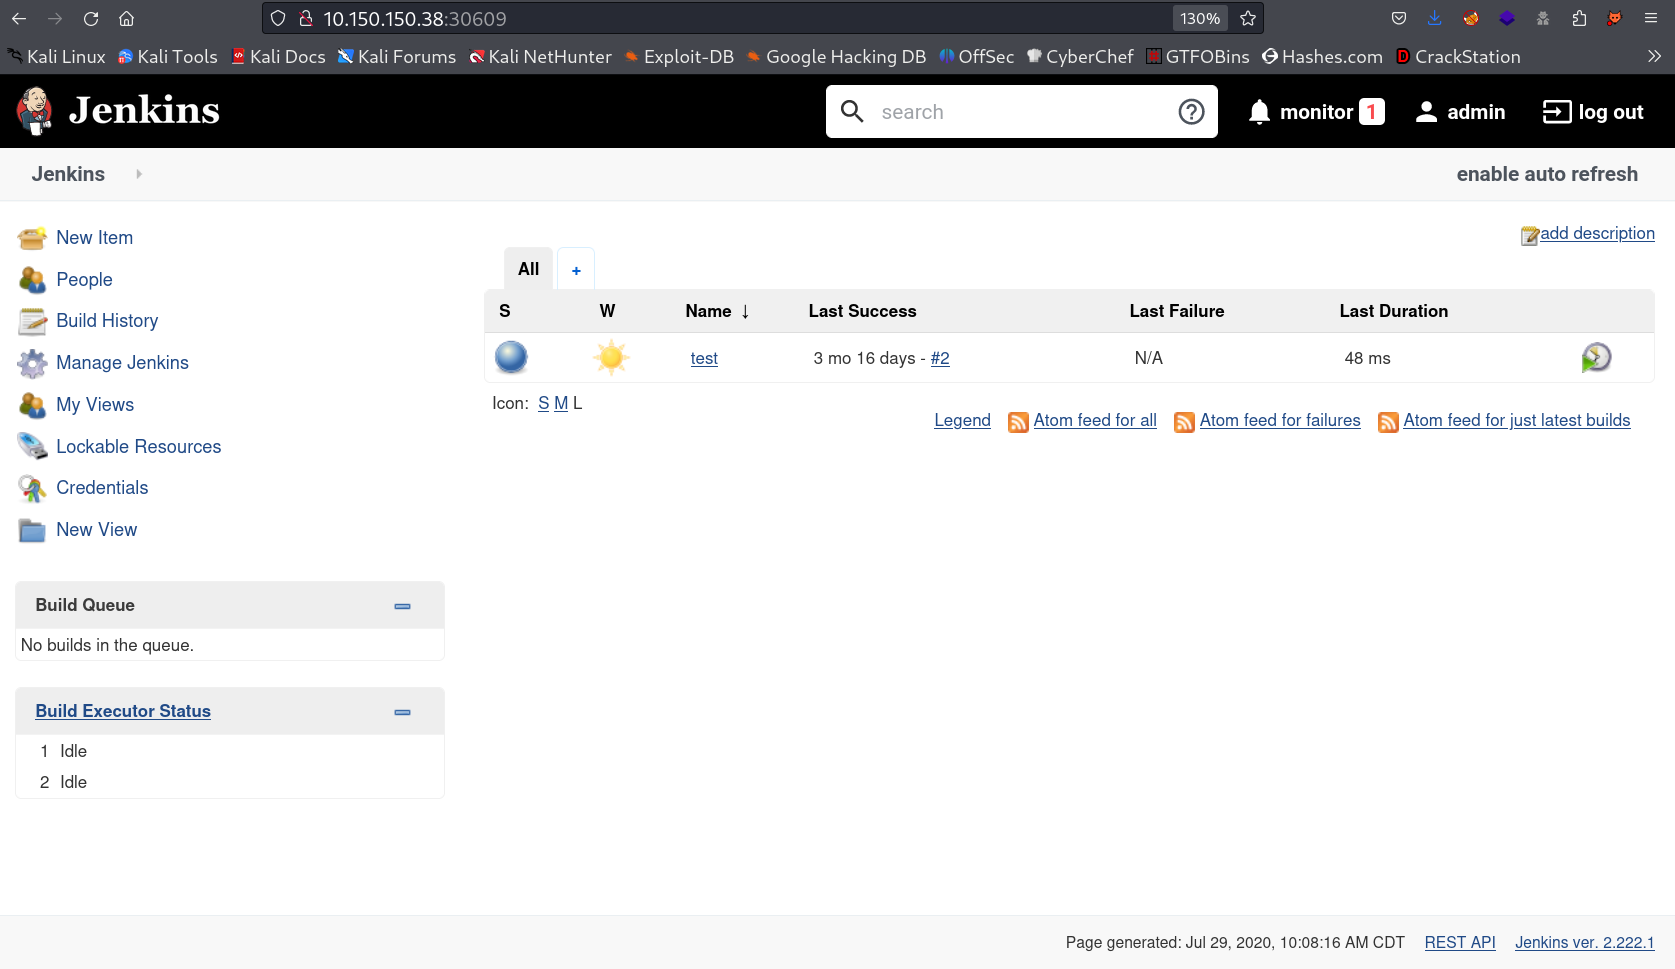 10.150.150.38:30609 130%
Kali Linux Kali Tools Kali Docs Kali Forums Kali NetHunter Exploit-DB Google Hacking DB OffSec CyberChef GTFOBins Hashes.com CrackStation
Jenkins search monitor 1 admin log out
Jenkins enable auto refresh
New Item
People
Build History
Manage Jenkins
My Views
Lockable Resources
Credentials
New View
Build Queue
No builds in the queue.
Build Executor Status
1 Idle
2 Idle
add description
All +
S W Name ↓ Last Success Last Failure Last Duration
test 3 mo 16 days - #2 N/A 48 ms
Icon: S M L
Legend Atom feed for all Atom feed for failures Atom feed for just latest builds
Page generated: Jul 29, 2020, 10:08:16 AM CDT REST API Jenkins ver. 2.222.1